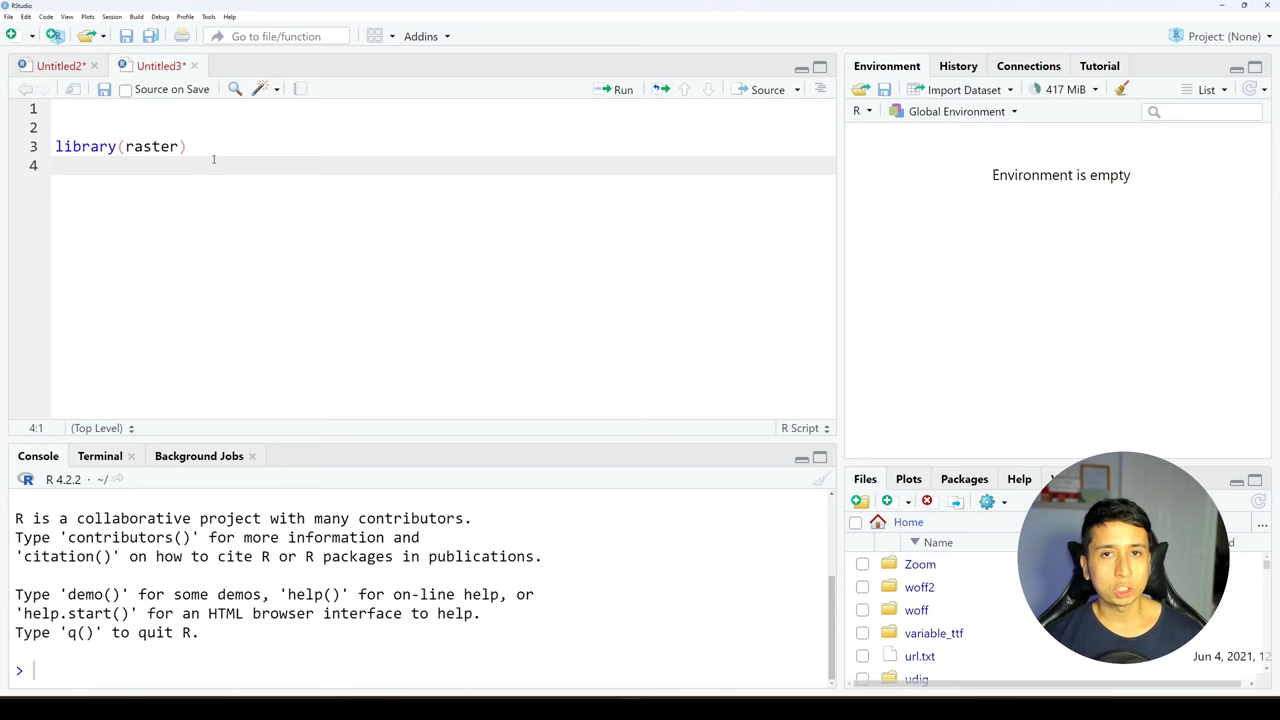 RStudio
File Edit Code View Plots Session Build Debug Profile Tools Help
Go to file/function
Addins
Project: (None)
Untitled2*
Untitled3*
Source on Save
Run
Source
1
2
3 library(raster)
4
4:1
(Top Level)
R Script
Console
Terminal
Background Jobs
R 4.2.2 · ~/
R is a collaborative project with many contributors.
Type 'contributors()' for more information and
'citation()' on how to cite R or R packages in publications.
Type 'demo()' for some demos, 'help()' for on-line help, or
'help.start()' for an HTML browser interface to help.
Type 'q()' to quit R.
>
Environment
History
Connections
Tutorial
Import Dataset
417 MiB
List
R
Global Environment
Environment is empty
Files
Plots
Packages
Help
Home
Name
Zoom
woff2
woff
variable_ttf
url.txt
Jun 4, 2021, 12
udig